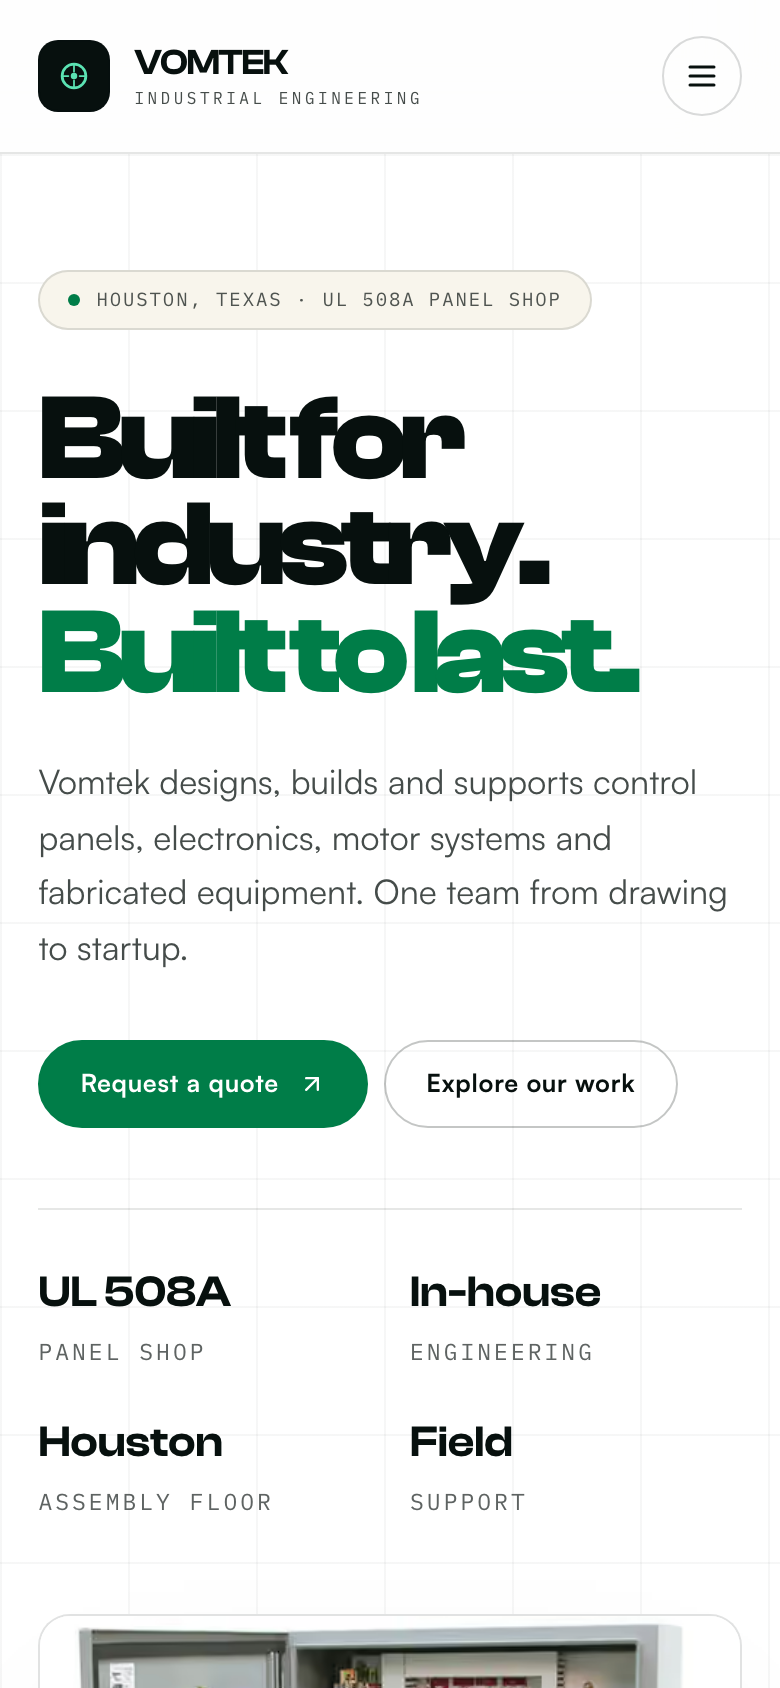 VOMTEK
INDUSTRIAL ENGINEERING
HOUSTON, TEXAS · UL 508A PANEL SHOP
Built for
industry.
Built to last.
Vomtek designs, builds and supports control
panels, electronics, motor systems and
fabricated equipment. One team from drawing
to startup.
Request a quote
Explore our work
UL 508A
PANEL SHOP
In-house
ENGINEERING
Houston
ASSEMBLY FLOOR
Field
SUPPORT